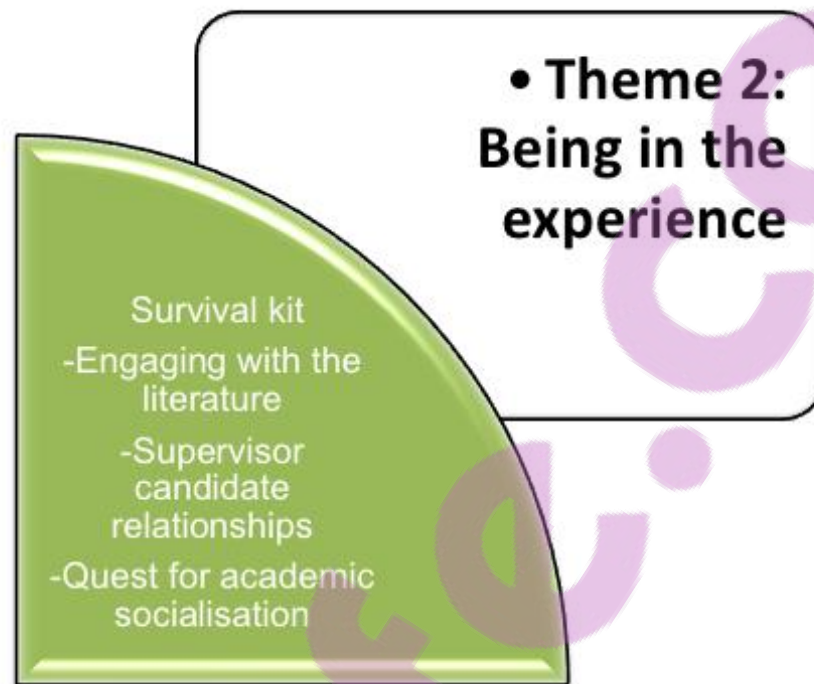 • Theme 2:
Being in the
experience
Survival kit
-Engaging with the
literature
-Supervisor
candidate
relationships
-Quest for academic
socialisation